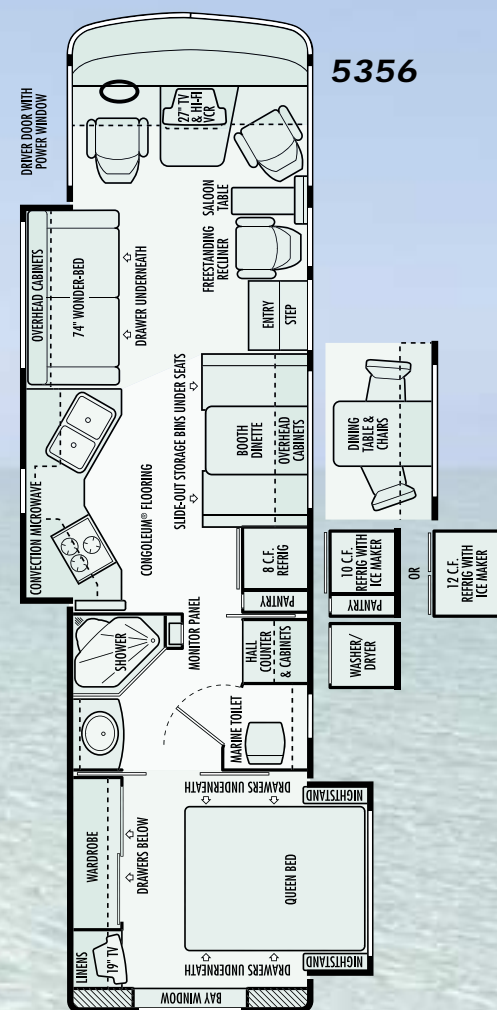 5356
DRIVER DOOR WITH
POWER WINDOW
27" TV
& HI-FI
VCR
SALOON
TABLE
FREESTANDING
RECLINER
OVERHEAD CABINETS
74" WONDER-BED
DRAWER UNDERNEATH
ENTRY
STEP
CONVECTION MICROWAVE
CONGOLEUM® FLOORING
SLIDE-OUT STORAGE BINS UNDER SEATS
BOOTH
DINETTE
OVERHEAD
CABINETS
DINING
TABLE &
CHAIRS
8 C.F.
REFRIG
PANTRY
10 C.F.
REFRIG WITH
ICE MAKER
PANTRY
OR
12 C.F.
REFRIG WITH
ICE MAKER
SHOWER
MONITOR PANEL
HALL
COUNTER
& CABINETS
WASHER/
DRYER
MARINE TOILET
WARDROBE
DRAWERS BELOW
DRAWERS UNDERNEATH
NIGHTSTAND
QUEEN BED
LINENS
19" TV
DRAWERS UNDERNEATH
NIGHTSTAND
BAY WINDOW